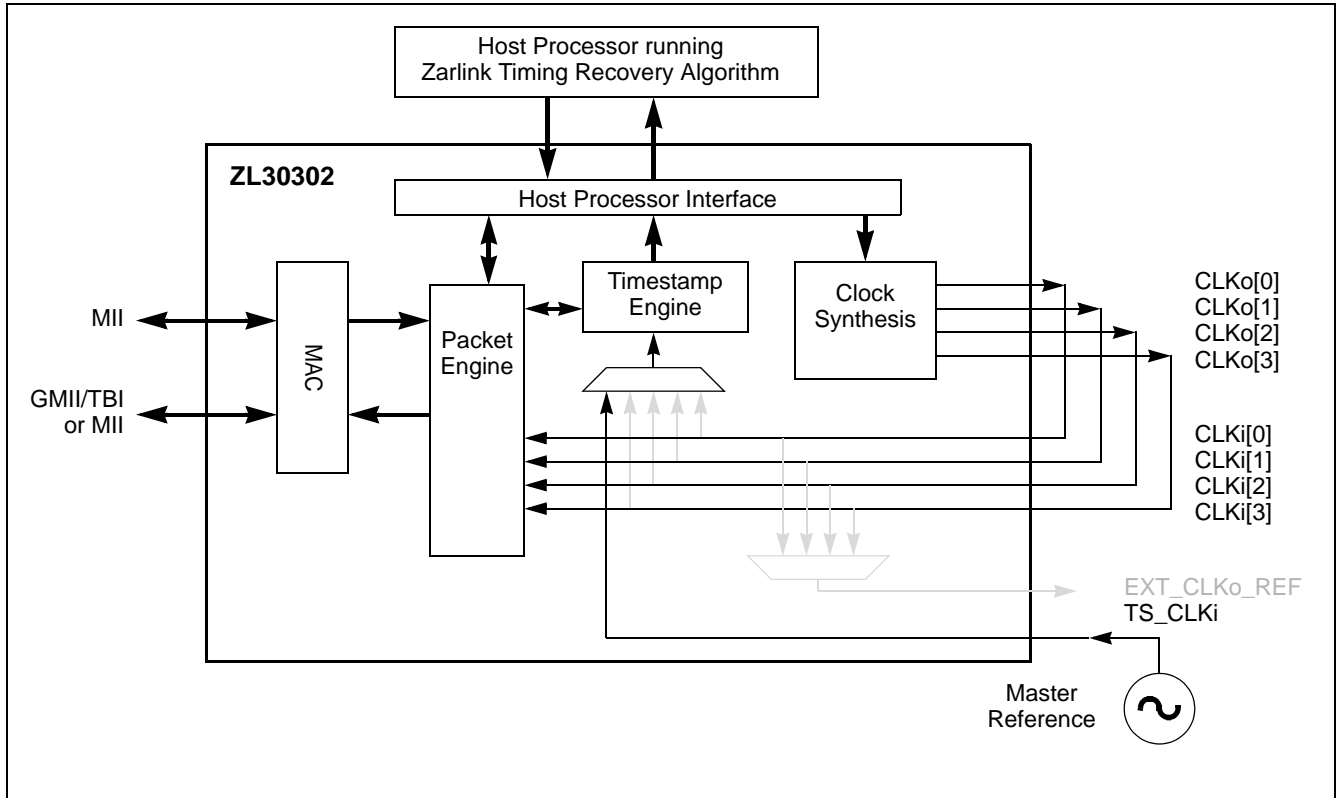 Host Processor running
Zarlink Timing Recovery Algorithm
ZL30302
Host Processor Interface
MII
GMII/TBI
or MII
MAC
Packet
Engine
Timestamp
Engine
Clock
Synthesis
CLKo[0]
CLKo[1]
CLKo[2]
CLKo[3]
CLKi[0]
CLKi[1]
CLKi[2]
CLKi[3]
EXT_CLKo_REF
TS_CLKi
Master
Reference